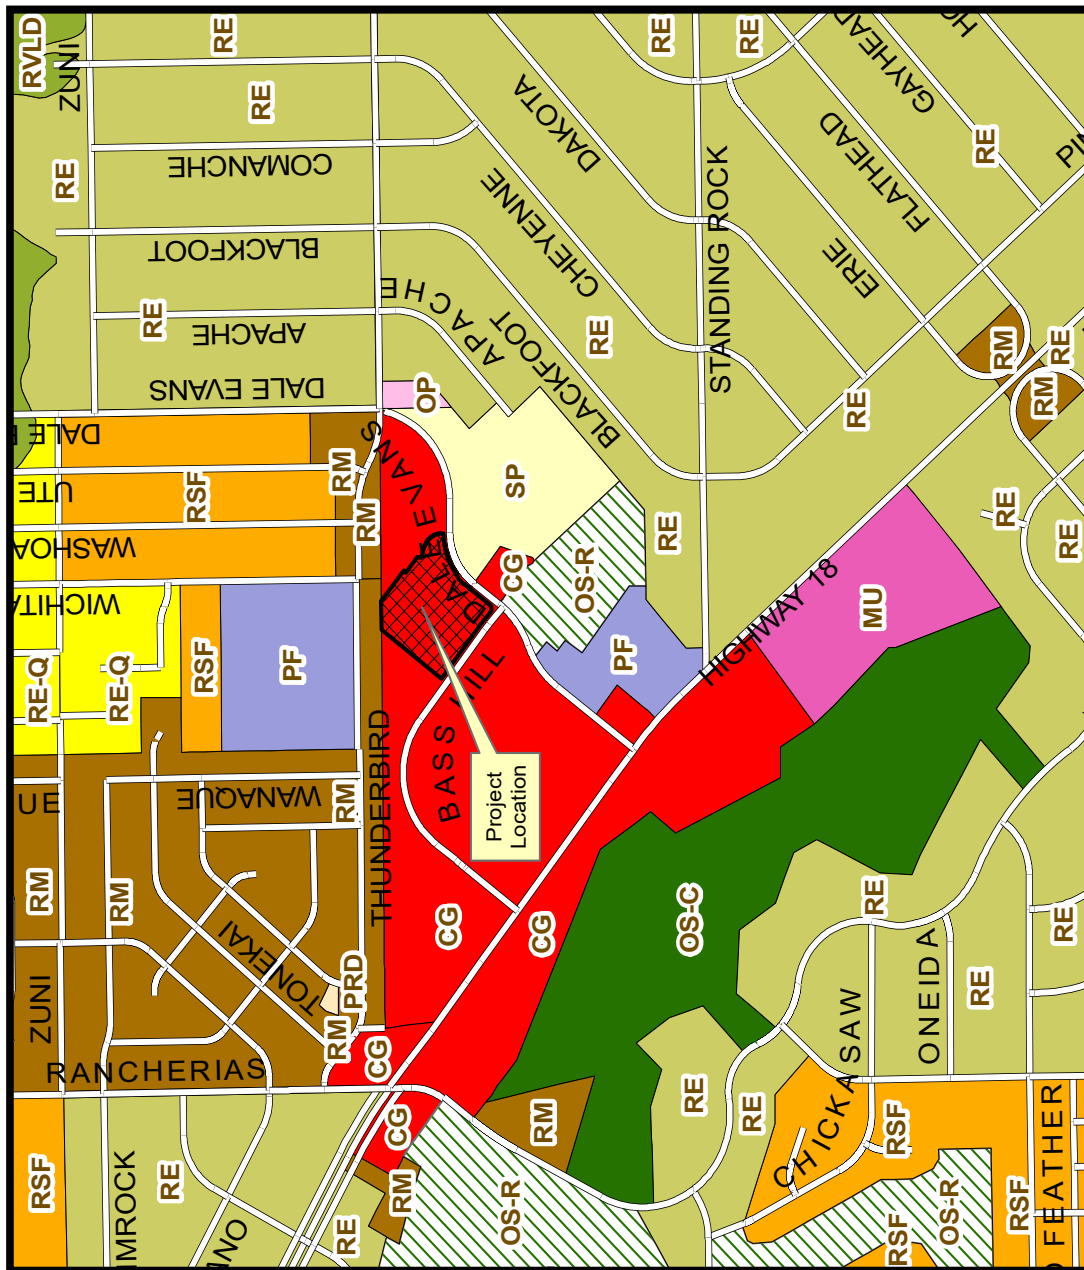 RVLD
ZUNI
RE
RE
RE
RE
RE
COMANCHE
BLACKFOOT
RE
APACHE
DALE EVANS
DAKOTA
CHEYENNE
APACHE
BLACKFOOT
RE
STANDING ROCK
GAYHEAD
FLATHEAD
ERIE
RE
RE
RM
RE
RM
OP
SP
DALE EVANS
UTE
WASHOA
WICHITA
RSF
RM
RM
RE-Q
RE-Q
RSF
PF
CG
OS-R
RE
PF
HIGHWAY 18
MU
RE
RE
BASS HILL
Project
Location
THUNDERBIRD
WANAQUE
RM
UE
RM
RM
TONEKAI
PRD
RM
CG
CG
CG
OS-C
RE
RE
ONEIDA
RE
ZUNI
RANCHERIAS
CG
RM
RM
RE
RE
CHICKASAW
RSF
RSF
IMROCK
RE
INO
RE
OS-R
RSF
OS-R
RSF
FEATHER